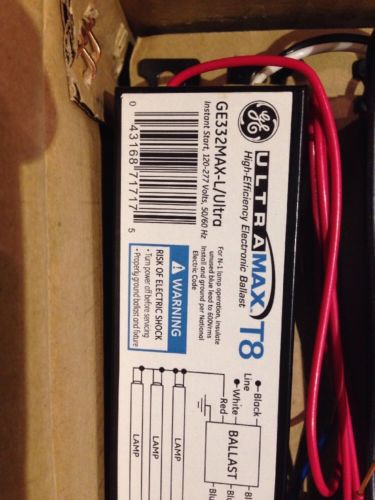 GE
ULTRAMAX. T8
High-Efficiency Electronic Ballast
GE332MAX-L/Ultra
Instant Start, 120-277 Volts, 50/60 Hz
0 43168 71717 5
For N-1 lamp operation, insulate
unused blue lead to 600Vrms
Install and ground per National
Electric Code
WARNING
RISK OF ELECTRIC SHOCK
• Turn power off before servicing
• Properly ground ballast and fixture
Line
Black
White
Red
BALLAST
LAMP
LAMP
LAMP